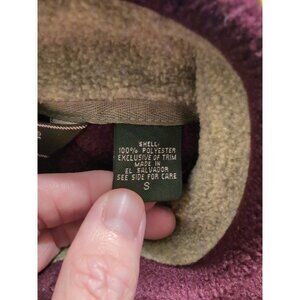 SHELL:
100% POLYESTER
EXCLUSIVE OF TRIM
MADE IN
EL SALVADOR
SEE SIDE FOR CARE
S